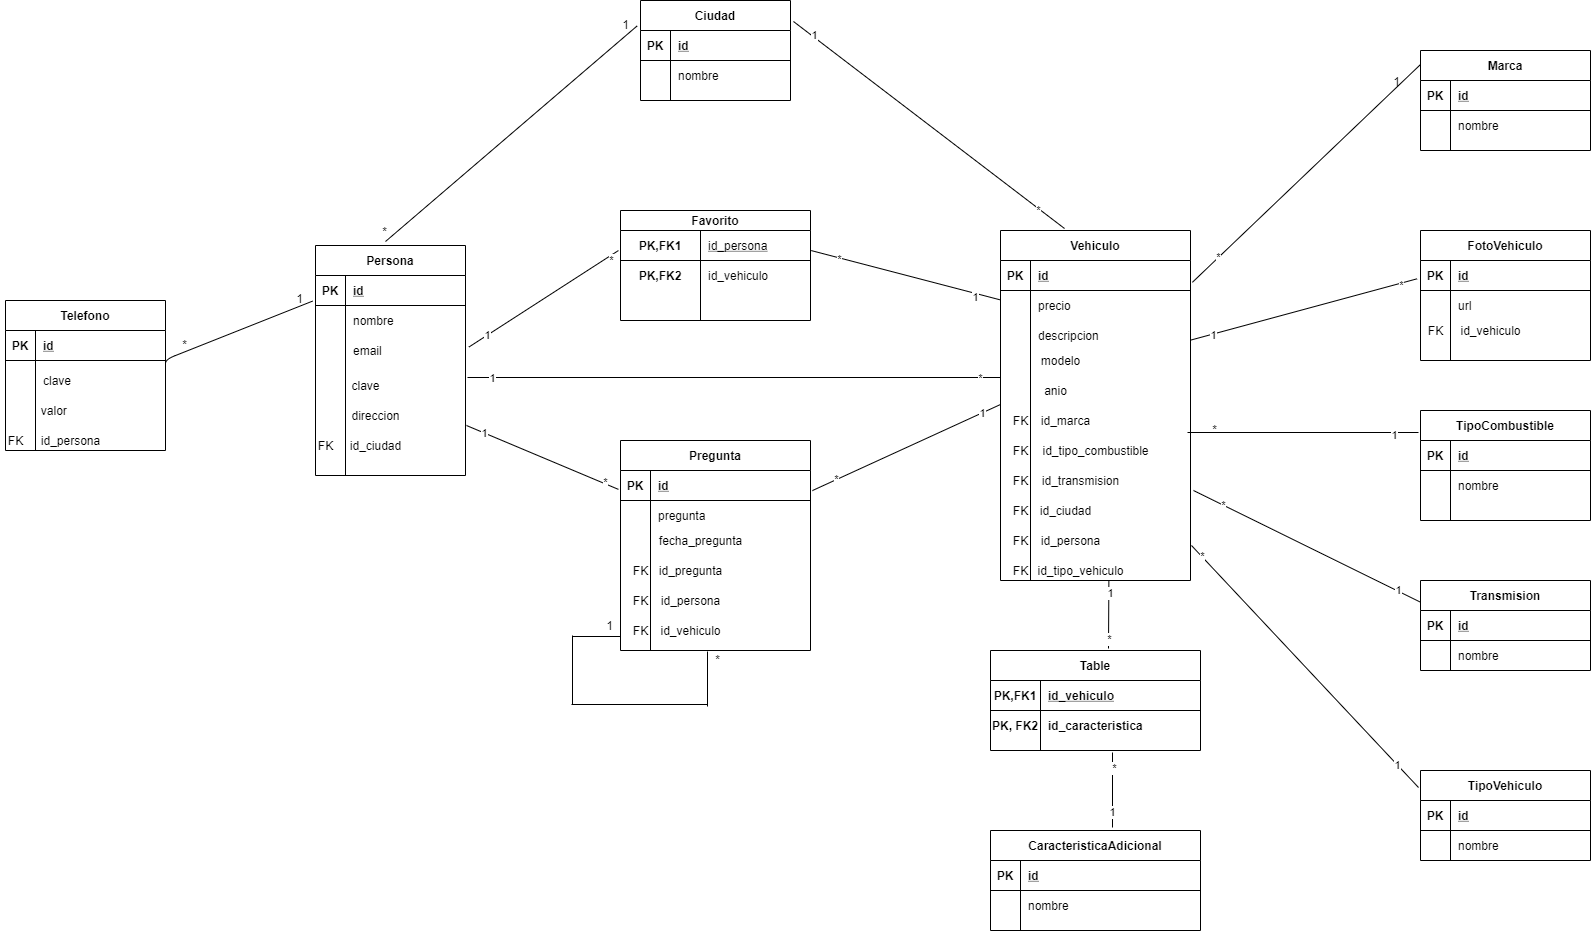 Ciudad
PK id
nombre
1
1
*
*
Marca
PK id
nombre
1
*
Favorito
PK,FK1 id_persona
PK,FK2 id_vehiculo
*
1
*
1
Persona
PK id
nombre
email
clave
direccion
FK id_ciudad
Telefono
PK id
clave
valor
FK id_persona
*
1
1
*
1
*
Vehiculo
PK id
precio
descripcion
modelo
anio
FK id_marca
FK id_tipo_combustible
FK id_transmision
FK id_ciudad
FK id_persona
FK id_tipo_vehiculo
FotoVehiculo
PK id
url
FK id_vehiculo
1
*
TipoCombustible
PK id
nombre
*
1
Pregunta
PK id
pregunta
fecha_pregunta
FK id_pregunta
FK id_persona
FK id_vehiculo
*
1
1
*
Transmision
PK id
nombre
*
1
Table
PK,FK1 id_vehiculo
PK, FK2 id_caracteristica
1
*
*
1
TipoVehiculo
PK id
nombre
*
1
CaracteristicaAdicional
PK id
nombre